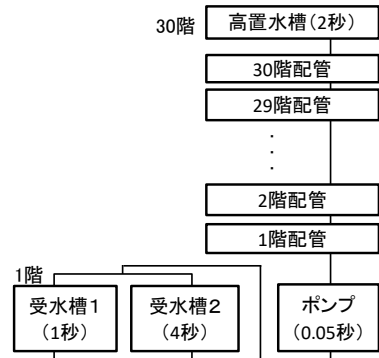 30階
高置水槽(2秒)
30階配管
29階配管
・
・
・
2階配管
1階配管
1階
受水槽1
(1秒)
受水槽2
(4秒)
ポンプ
(0.05秒)